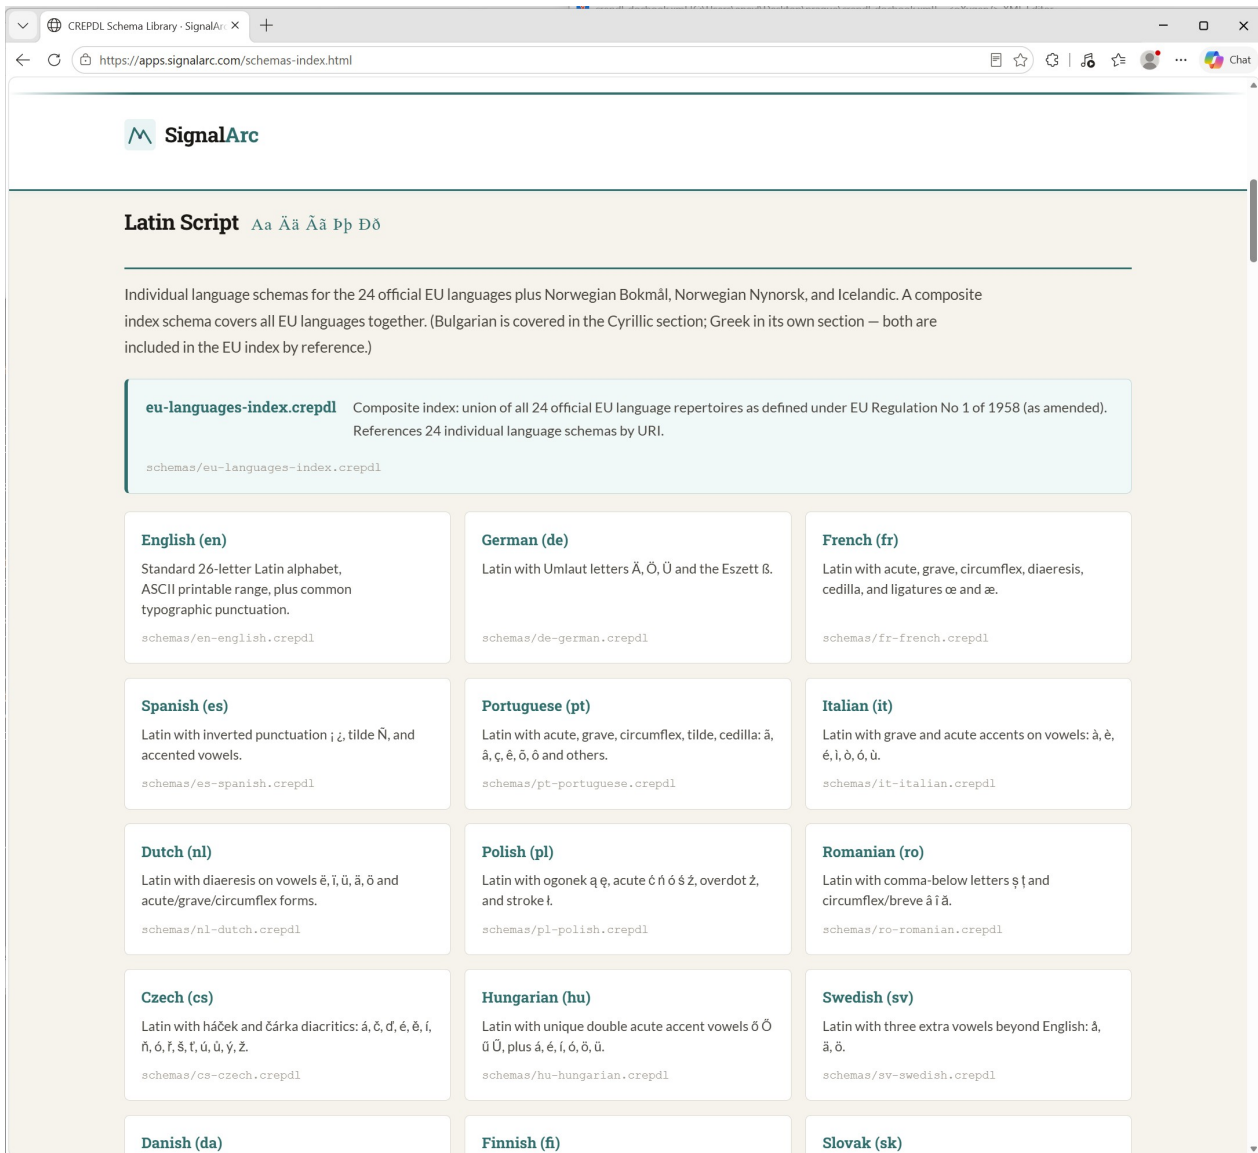 CREPDL Schema Library · SignalArc
https://apps.signalarc.com/schemas-index.html
Chat
SignalArc
Latin Script Aa Ää Ãã Þþ Ðð
Individual language schemas for the 24 official EU languages plus Norwegian Bokmål, Norwegian Nynorsk, and Icelandic. A composite
index schema covers all EU languages together. (Bulgarian is covered in the Cyrillic section; Greek in its own section — both are
included in the EU index by reference.)
eu-languages-index.crepdl Composite index: union of all 24 official EU language repertoires as defined under EU Regulation No 1 of 1958 (as amended).
References 24 individual language schemas by URI.
schemas/eu-languages-index.crepdl
English (en)
Standard 26-letter Latin alphabet,
ASCII printable range, plus common
typographic punctuation.
schemas/en-english.crepdl
German (de)
Latin with Umlaut letters Ä, Ö, Ü and the Eszett ß.
schemas/de-german.crepdl
French (fr)
Latin with acute, grave, circumflex, diaeresis,
cedilla, and ligatures œ and æ.
schemas/fr-french.crepdl
Spanish (es)
Latin with inverted punctuation ¡ ¿, tilde Ñ, and
accented vowels.
schemas/es-spanish.crepdl
Portuguese (pt)
Latin with acute, grave, circumflex, tilde, cedilla: ã,
â, ç, ê, õ, ô and others.
schemas/pt-portuguese.crepdl
Italian (it)
Latin with grave and acute accents on vowels: à, è,
é, ì, ò, ó, ù.
schemas/it-italian.crepdl
Dutch (nl)
Latin with diaeresis on vowels ë, ï, ü, ä, ö and
acute/grave/circumflex forms.
schemas/nl-dutch.crepdl
Polish (pl)
Latin with ogonek ą ę, acute ć ń ó ś ź, overdot ż,
and stroke ł.
schemas/pl-polish.crepdl
Romanian (ro)
Latin with comma-below letters ș ț and
circumflex/breve â î ă.
schemas/ro-romanian.crepdl
Czech (cs)
Latin with háček and čárka diacritics: á, č, ď, é, ě, í,
ň, ó, ř, š, ť, ú, ů, ý, ž.
schemas/cs-czech.crepdl
Hungarian (hu)
Latin with unique double acute accent vowels ő Ő
ű Ű, plus á, é, í, ó, ö, ü.
schemas/hu-hungarian.crepdl
Swedish (sv)
Latin with three extra vowels beyond English: å,
ä, ö.
schemas/sv-swedish.crepdl
Danish (da)
Finnish (fi)
Slovak (sk)